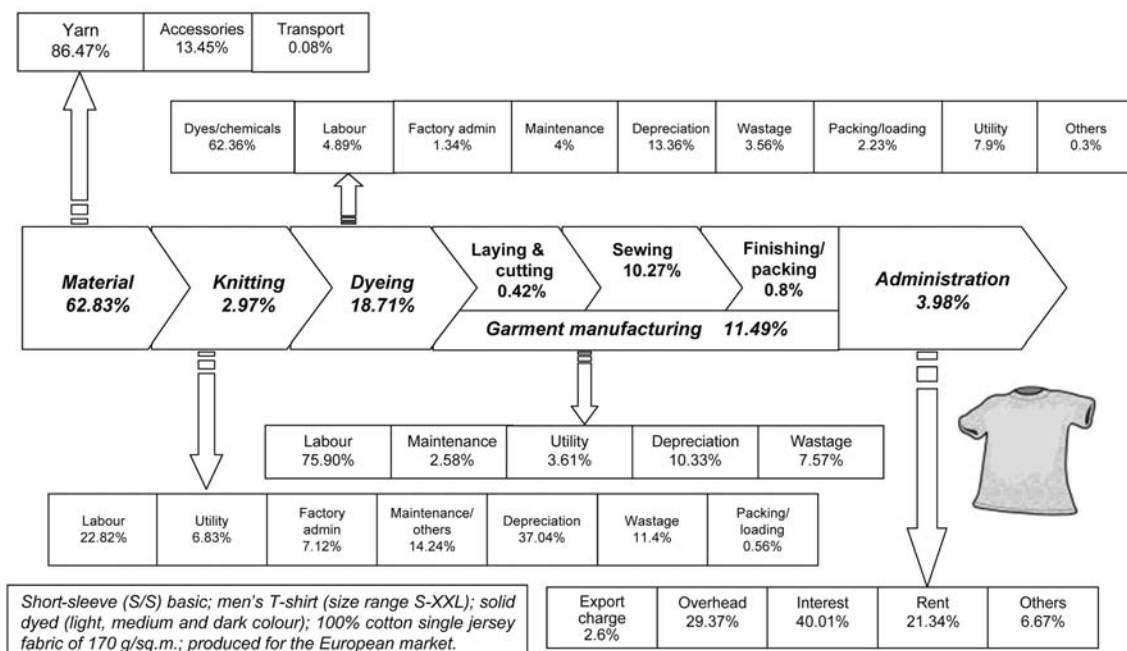 Yarn
86.47%
Accessories
13.45%
Transport
0.08%
Dyes/chemicals
62.36%
Labour
4.89%
Factory admin
1.34%
Maintenance
4%
Depreciation
13.36%
Wastage
3.56%
Packing/loading
2.23%
Utility
7.9%
Others
0.3%
Material
62.83%
Knitting
2.97%
Dyeing
18.71%
Laying &
cutting
0.42%
Sewing
10.27%
Finishing/
packing
0.8%
Garment manufacturing 11.49%
Administration
3.98%
Labour
75.90%
Maintenance
2.58%
Utility
3.61%
Depreciation
10.33%
Wastage
7.57%
Labour
22.82%
Utility
6.83%
Factory
admin
7.12%
Maintenance/
others
14.24%
Depreciation
37.04%
Wastage
11.4%
Packing/
loading
0.56%
Short-sleeve (S/S) basic; men's T-shirt (size range S-XXL); solid
dyed (light, medium and dark colour); 100% cotton single jersey
fabric of 170 g/sq.m.; produced for the European market.
Export
charge
2.6%
Overhead
29.37%
Interest
40.01%
Rent
21.34%
Others
6.67%